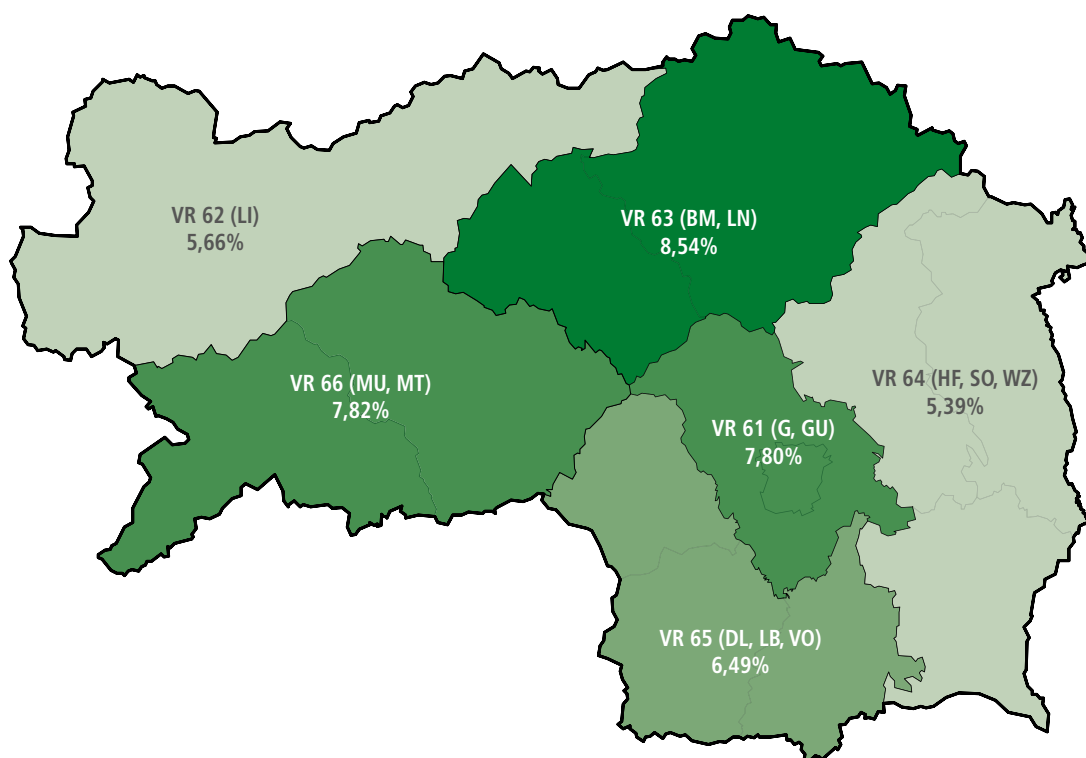 VR 62 (LI)
5,66%
VR 63 (BM, LN)
8,54%
VR 66 (MU, MT)
7,82%
VR 64 (HF, SO, WZ)
5,39%
VR 61 (G, GU)
7,80%
VR 65 (DL, LB, VO)
6,49%